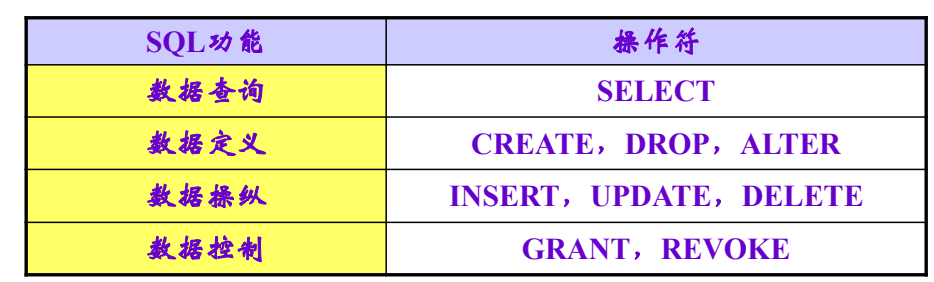 SQL功能 操作符
数据查询 SELECT
数据定义 CREATE，DROP，ALTER
数据操纵 INSERT，UPDATE，DELETE
数据控制 GRANT，REVOKE